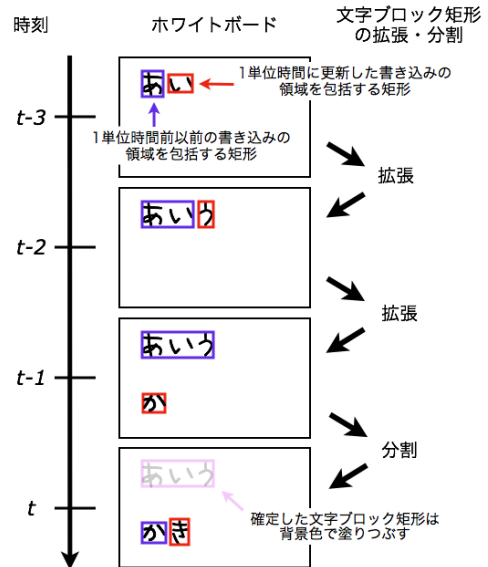 時刻
ホワイトボード
文字ブロック矩形
の拡張・分割
t-3
あい
1単位時間に更新した書き込みの
領域を包括する矩形
1単位時間前以前の書き込みの
領域を包括する矩形
拡張
t-2
あいう
拡張
t-1
あいう
か
分割
t
あいう
かき
確定した文字ブロック矩形は
背景色で塗りつぶす